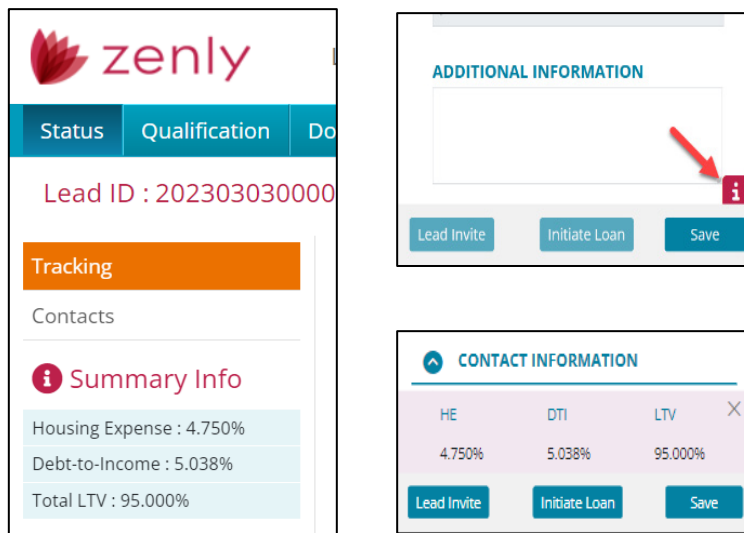 zenly
Status Qualification Do
Lead ID : 202303030000
Tracking
Contacts
i Summary Info
Housing Expense : 4.750%
Debt-to-Income : 5.038%
Total LTV : 95.000%
ADDITIONAL INFORMATION
i
Lead Invite Initiate Loan Save
CONTACT INFORMATION
HE DTI LTV X
4.750% 5.038% 95.000%
Lead Invite Initiate Loan Save